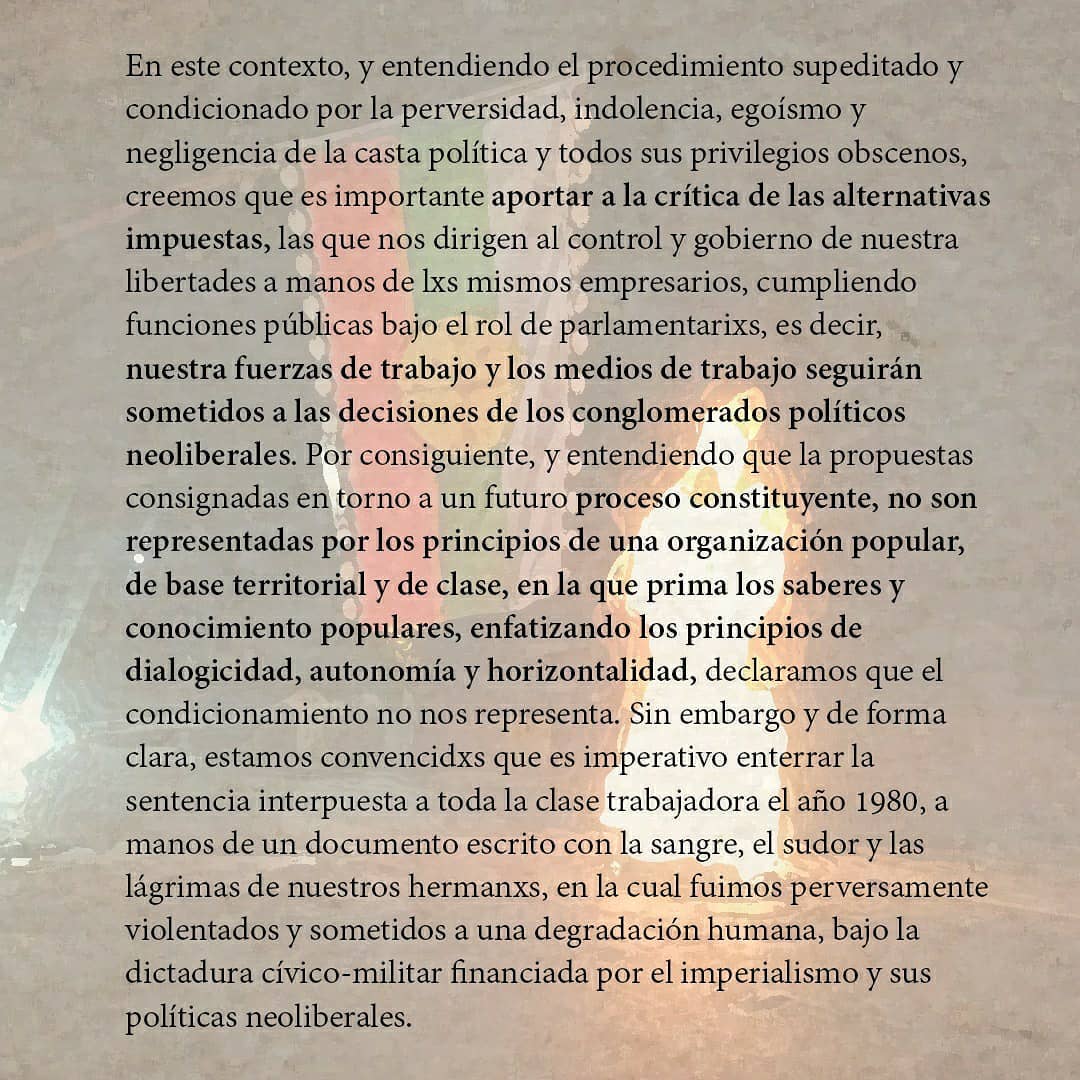 En este contexto, y entendiendo el procedimiento supeditado y
condicionado por la perversidad, indolencia, egoísmo y
negligencia de la casta política y todos sus privilegios obscenos,
creemos que es importante aportar a la crítica de las alternativas
impuestas, las que nos dirigen al control y gobierno de nuestra
libertades a manos de lxs mismos empresarios, cumpliendo
funciones públicas bajo el rol de parlamentarixs, es decir,
nuestra fuerzas de trabajo y los medios de trabajo seguirán
sometidos a las decisiones de los conglomerados políticos
neoliberales. Por consiguiente, y entendiendo que la propuestas
consignadas en torno a un futuro proceso constituyente, no son
representadas por los principios de una organización popular,
de base territorial y de clase, en la que prima los saberes y
conocimiento populares, enfatizando los principios de
dialogicidad, autonomía y horizontalidad, declaramos que el
condicionamiento no nos representa. Sin embargo y de forma
clara, estamos convencidxs que es imperativo enterrar la
sentencia interpuesta a toda la clase trabajadora el año 1980, a
manos de un documento escrito con la sangre, el sudor y las
lágrimas de nuestros hermanxs, en la cual fuimos perversamente
violentados y sometidos a una degradación humana, bajo la
dictadura cívico-militar financiada por el imperialismo y sus
políticas neoliberales.